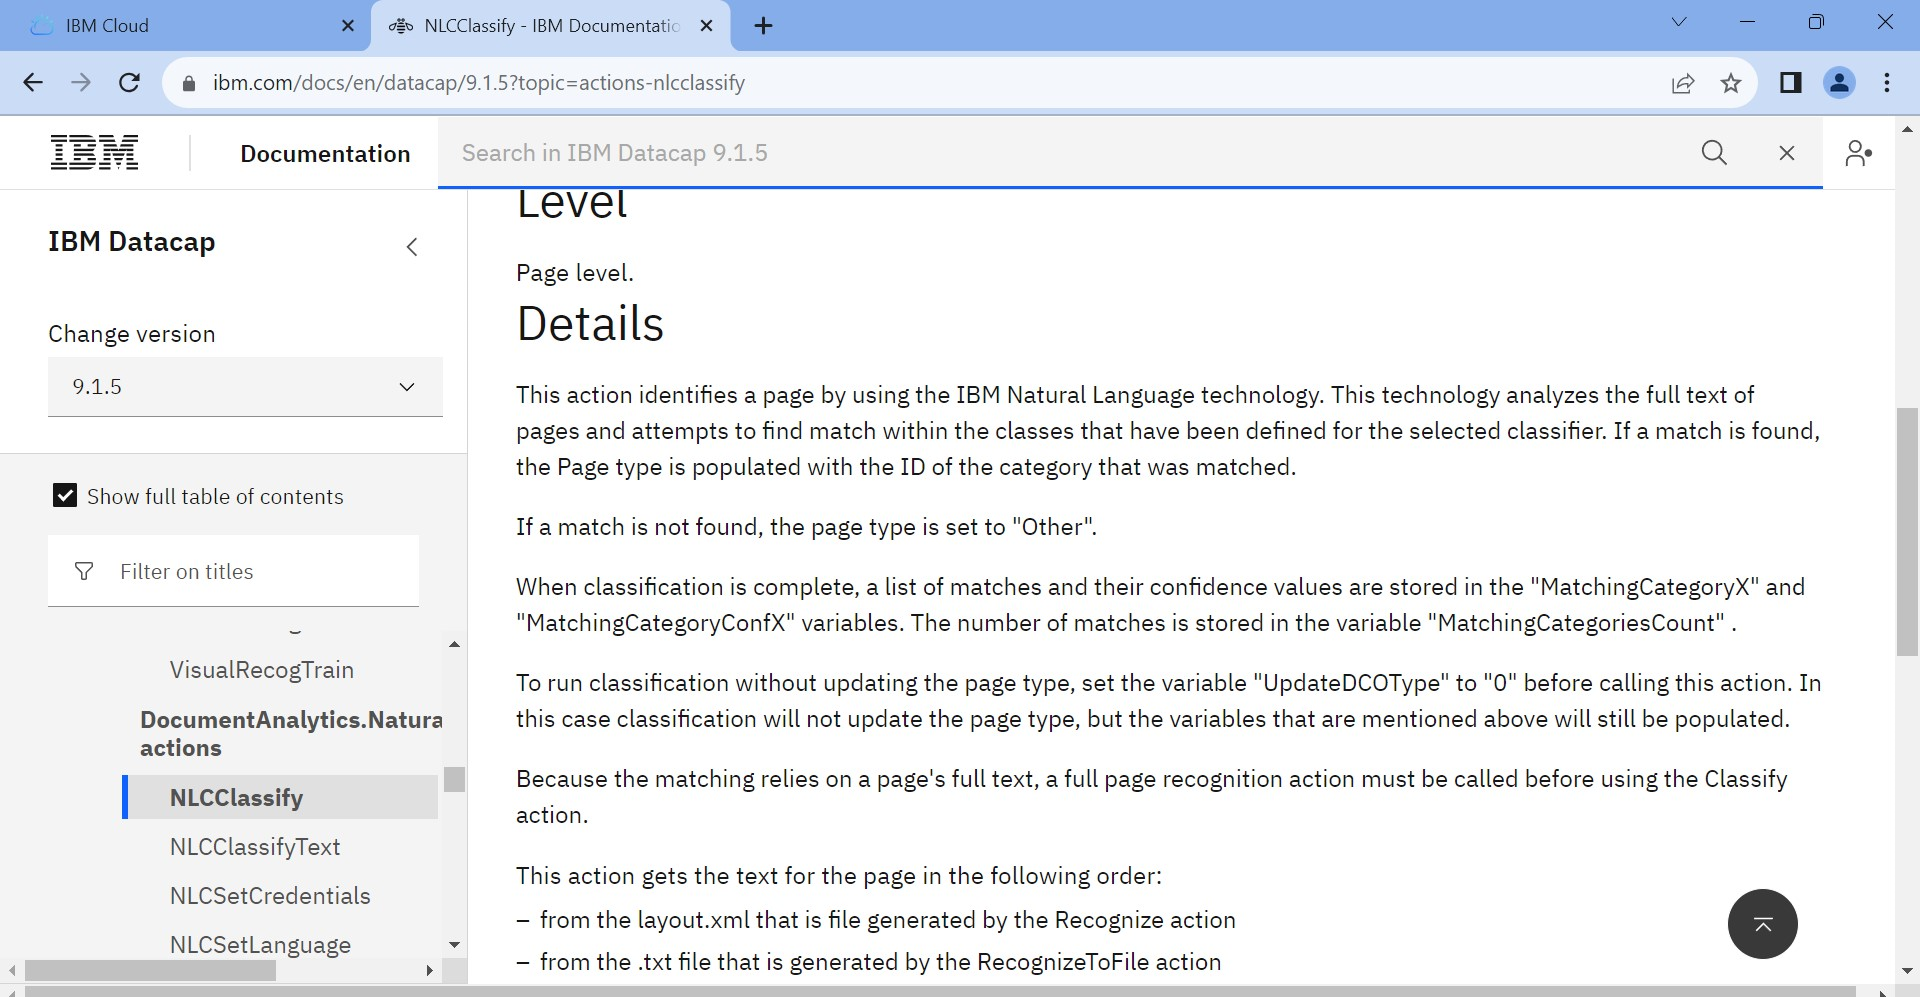 IBM Cloud
NLCClassify - IBM Documentatio
ibm.com/docs/en/datacap/9.1.5?topic=actions-nlcclassify
IBM
Documentation
Search in IBM Datacap 9.1.5
IBM Datacap
Change version
9.1.5
Show full table of contents
Filter on titles
VisualRecogTrain
DocumentAnalytics.Natura
actions
NLCClassify
NLCClassifyText
NLCSetCredentials
NLCSetLanguage
Level
Page level.
Details
This action identifies a page by using the IBM Natural Language technology. This technology analyzes the full text of
pages and attempts to find match within the classes that have been defined for the selected classifier. If a match is found,
the Page type is populated with the ID of the category that was matched.
If a match is not found, the page type is set to "Other".
When classification is complete, a list of matches and their confidence values are stored in the "MatchingCategoryX" and
"MatchingCategoryConfX" variables. The number of matches is stored in the variable "MatchingCategoriesCount" .
To run classification without updating the page type, set the variable "UpdateDCOType" to "0" before calling this action. In
this case classification will not update the page type, but the variables that are mentioned above will still be populated.
Because the matching relies on a page's full text, a full page recognition action must be called before using the Classify
action.
This action gets the text for the page in the following order:
– from the layout.xml that is file generated by the Recognize action
– from the .txt file that is generated by the RecognizeToFile action